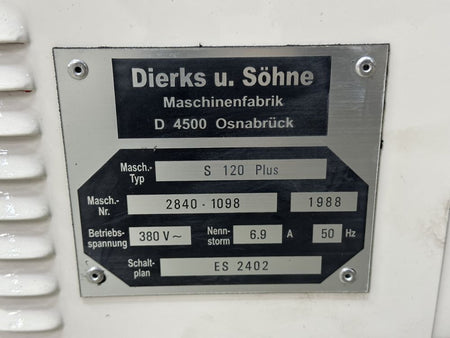 Dierks u. Söhne
Maschinenfabrik
D 4500 Osnabrück
Masch.-Typ S 120 Plus
Masch.-Nr. 2840-1098 1988
Betriebs-spannung 380 V~ Nenn-storm 6.9 A 50 Hz
Schalt-plan ES 2402